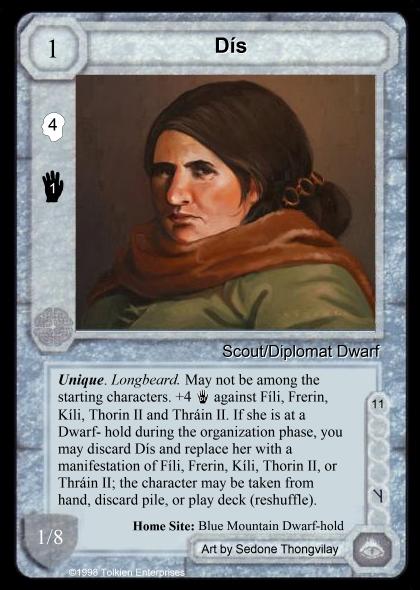 1
Dís
4
1
Scout/Diplomat Dwarf
Unique. Longbeard. May not be among the
starting characters. +4 against Fíli, Frerin,
Kíli, Thorin II and Thráin II. If she is at a
Dwarf- hold during the organization phase, you
may discard Dís and replace her with a
manifestation of Fíli, Frerin, Kíli, Thorin II, or
Thráin II; the character may be taken from
hand, discard pile, or play deck (reshuffle).
11
Home Site: Blue Mountain Dwarf-hold
1/8
Art by Sedone Thongvilay
©1998 Tolkien Enterprises